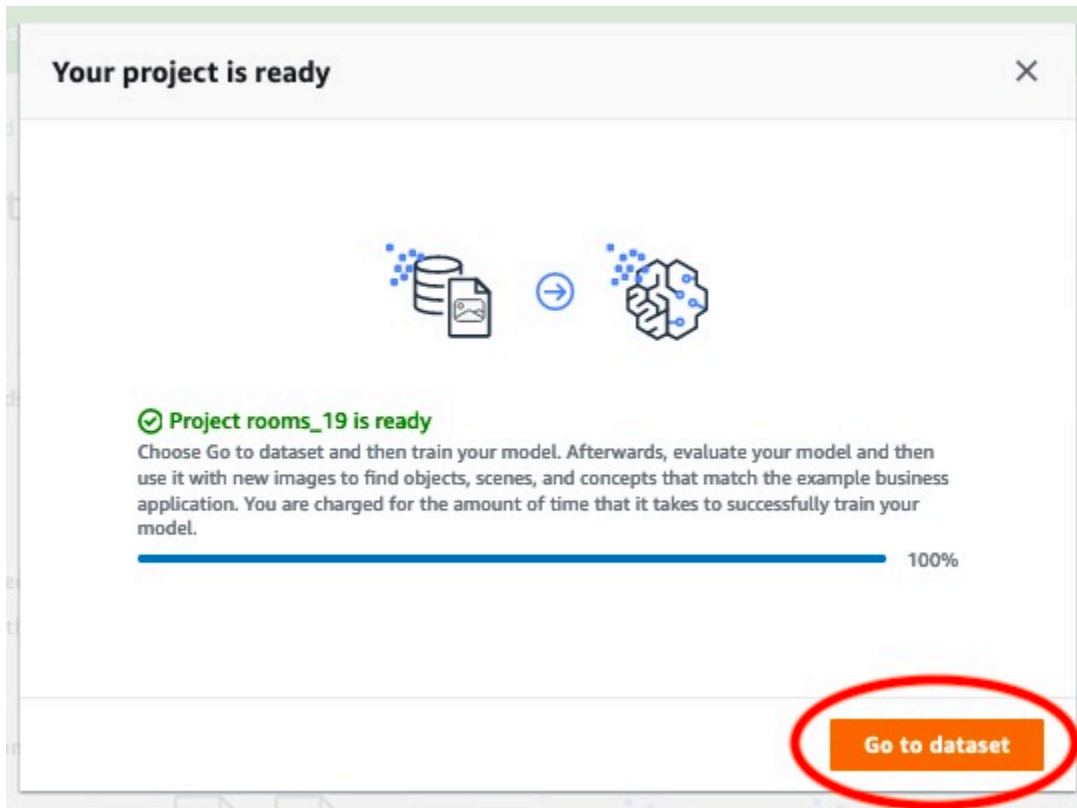 Your project is ready
Project rooms_19 is ready
Choose Go to dataset and then train your model. Afterwards, evaluate your model and then
use it with new images to find objects, scenes, and concepts that match the example business
application. You are charged for the amount of time that it takes to successfully train your
model.
100%
Go to dataset